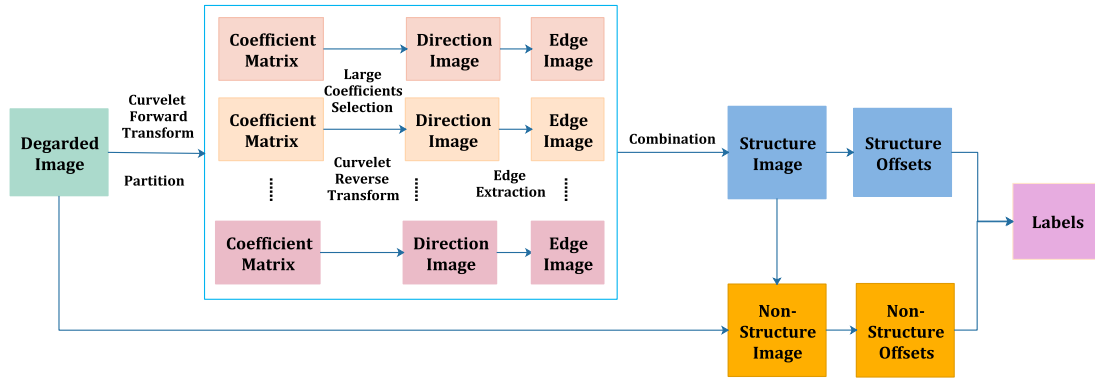 Degarded
Image
Curvelet
Forward
Transform
Partition
Coefficient
Matrix
Direction
Image
Edge
Image
Large
Coefficients
Selection
Coefficient
Matrix
Direction
Image
Edge
Image
Curvelet
Reverse
Transform
Edge
Extraction
Coefficient
Matrix
Direction
Image
Edge
Image
Combination
Structure
Image
Structure
Offsets
Non-
Structure
Image
Non-
Structure
Offsets
Labels